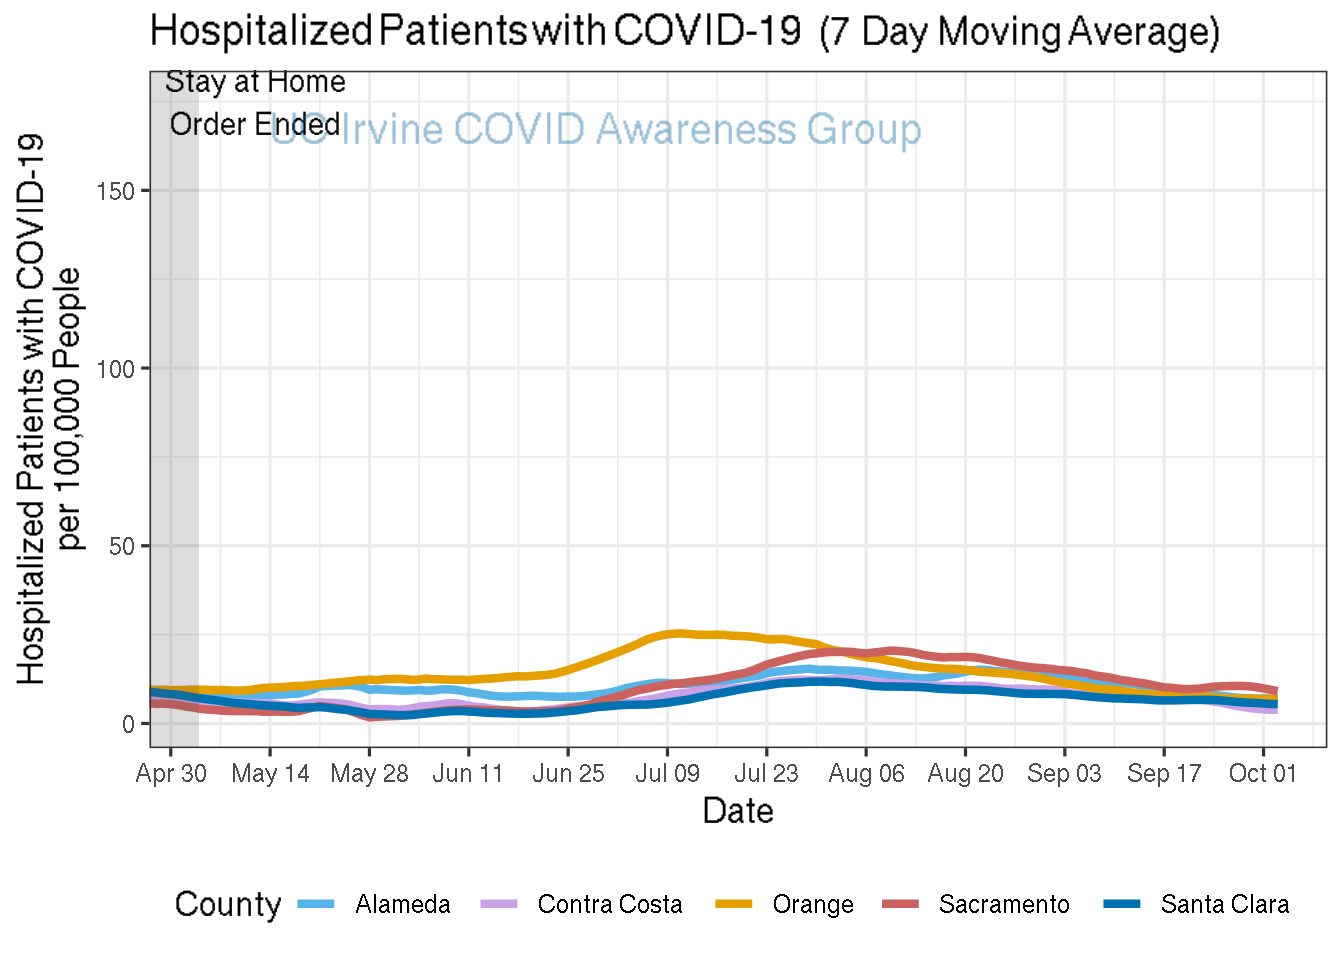 Hospitalized Patients with COVID-19 (7 Day Moving Average)
Stay at Home
Order Ended
UC Irvine COVID Awareness Group
Hospitalized Patients with COVID-19
per 100,000 People
150
100
50
0
Apr 30 May 14 May 28 Jun 11 Jun 25 Jul 09 Jul 23 Aug 06 Aug 20 Sep 03 Sep 17 Oct 01
Date
County Alameda Contra Costa Orange Sacramento Santa Clara